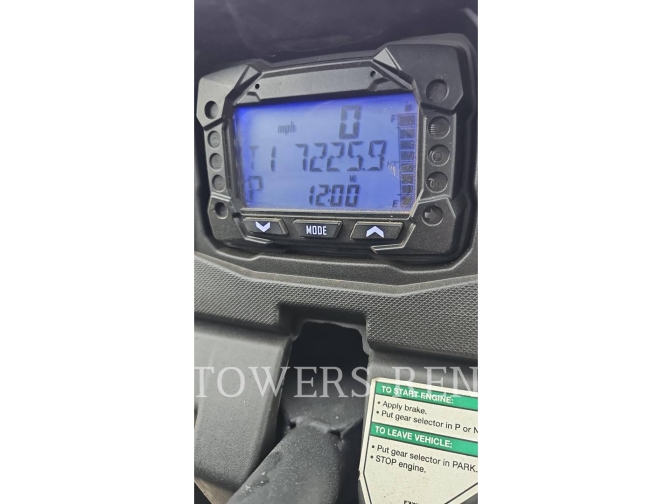 mph 0 F
T1 7225.9
P 12:00 E
MODE
TOWERS REN
TO START ENGINE:
• Apply brake.
• Put gear selector in P or N
TO LEAVE VEHICLE:
• Put gear selector in PARK.
• STOP engine.